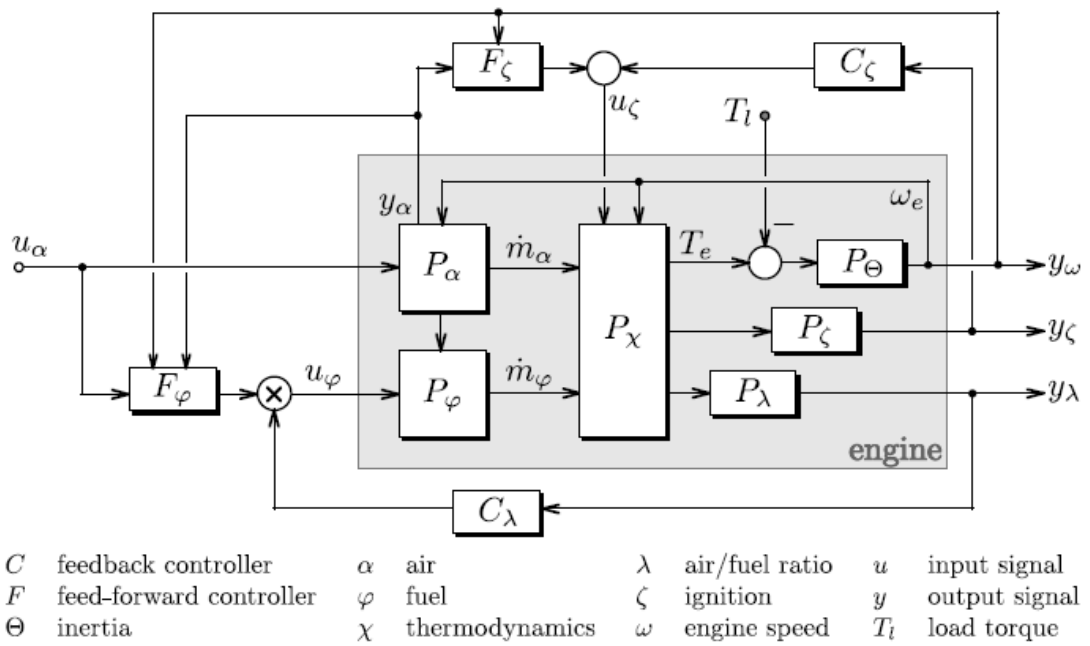 F_ζ
C_ζ
u_ζ
T_l
y_α
ω_e
u_α
P_α
ṁ_α
T_e
−
P_Θ
y_ω
P_χ
P_ζ
y_ζ
F_φ
u_φ
P_φ
ṁ_φ
P_λ
y_λ
engine
C_λ
C feedback controller α air λ air/fuel ratio u input signal
F feed-forward controller φ fuel ζ ignition y output signal
Θ inertia χ thermodynamics ω engine speed T_l load torque